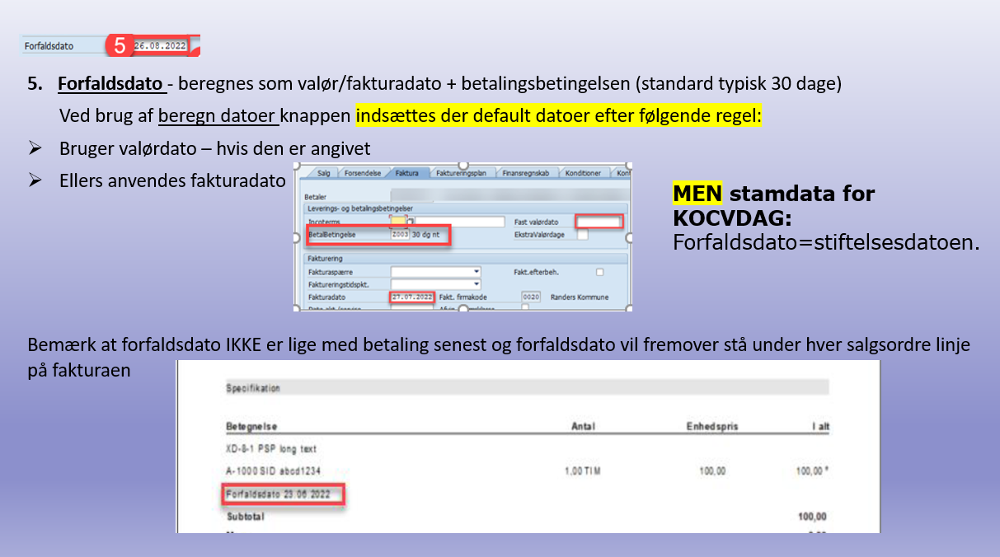 Forfaldsdato 5 26.08.2022
5. Forfaldsdato - beregnes som valør/fakturadato + betalingsbetingelsen (standard typisk 30 dage)
Ved brug af beregn datoer knappen indsættes der default datoer efter følgende regel:
Bruger valørdato – hvis den er angivet
Ellers anvendes fakturadato
Salg Forsendelse Faktura Faktureringsplan Finansregnskab Konditioner
Betaler
Leverings- og betalingsbetingelser
Incoterms Fast valørdato
BetalBetingelse Z003 30 dg nt EkstraValørdage
Fakturering
Fakturaspærre Fakt.efterbeh.
Faktureringstidspkt.
Fakturadato 27.07.2022 Fakt. firmakode 0020 Randers Kommune
MEN stamdata for
KOCVDAG:
Forfaldsdato=stiftelsesdatoen.
Bemærk at forfaldsdato IKKE er lige med betaling senest og forfaldsdato vil fremover stå under hver salgsordre linje
på fakturaen
Specifikation
Betegnelse Antal Enhedspris I alt
XD-8-1 PSP long text
A-1000 SID abcd1234 1,00 TIM 100,00 100,00 *
Forfaldsdato 23.06.2022
Subtotal 100,00